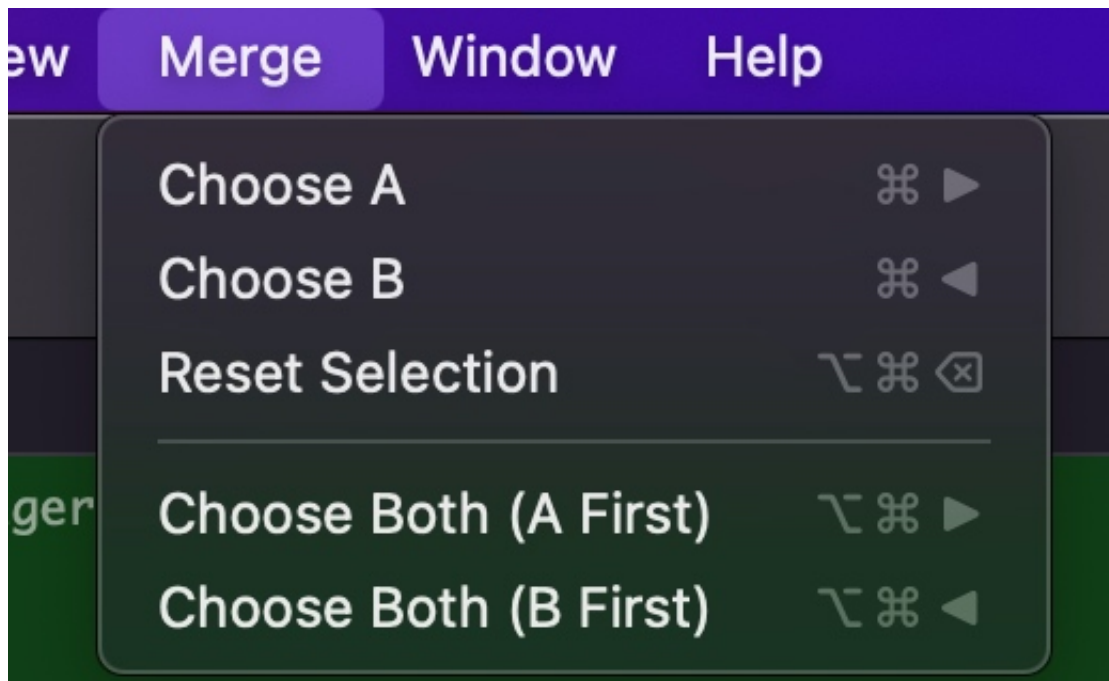 ew Merge Window Help
Choose A ⌘ ▶
Choose B ⌘ ◀
Reset Selection ⌥ ⌘ ⌫
ger
Choose Both (A First) ⌥ ⌘ ▶
Choose Both (B First) ⌥ ⌘ ◀